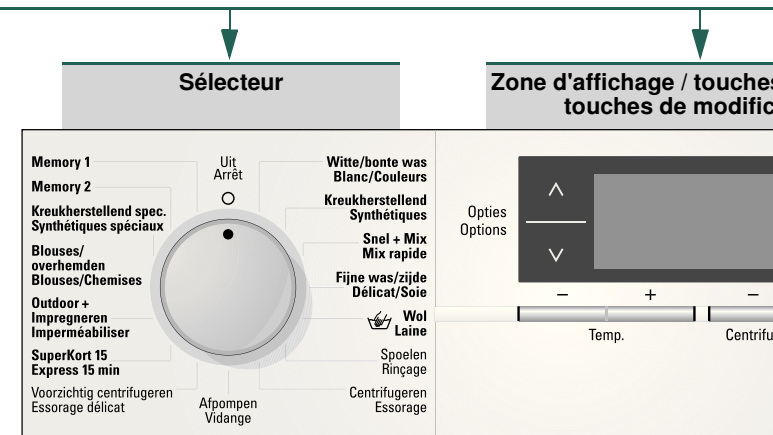 Sélecteur
Zone d'affichage / touches
touches de modific
Memory 1
Memory 2
Kreukherstellend spec.
Synthétiques spéciaux
Blouses/
overhemden
Blouses/Chemises
Outdoor +
Impregneren
Imperméabiliser
SuperKort 15
Express 15 min
Voorzichtig centrifugeren
Essorage délicat
Uit
Arrêt
Afpompen
Vidange
Witte/bonte was
Blanc/Couleurs
Kreukherstellend
Synthétiques
Snel + Mix
Mix rapide
Fijne was/zijde
Délicat/Soie
Wol
Laine
Spoelen
Rinçage
Centrifugeren
Essorage
Opties
Options
− + −
Temp.
Centrifu